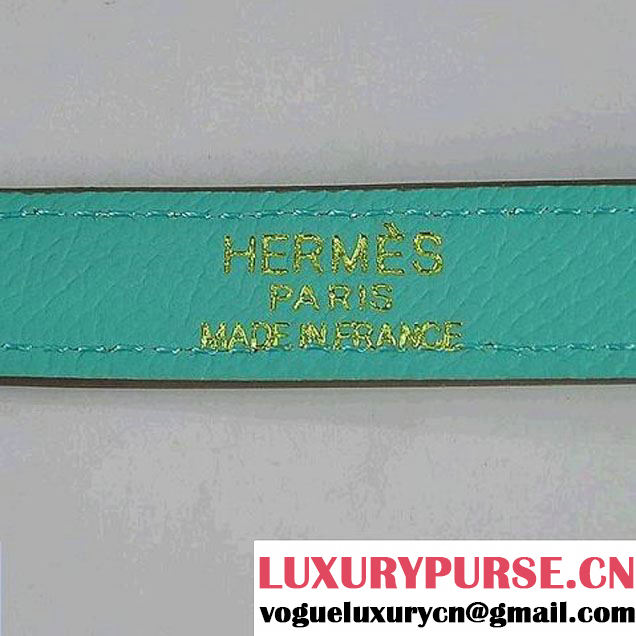 HERMÈS
PARIS
MADE IN FRANCE
LUXURYPURSE.CN
vogueluxurycn@gmail.com